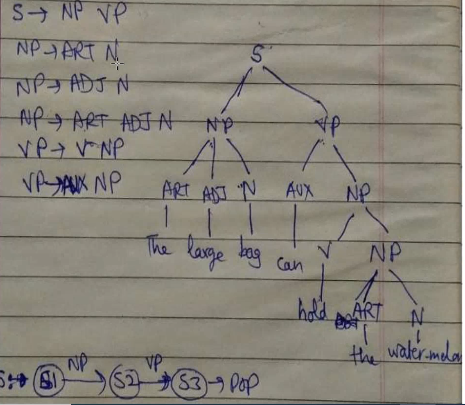 S → NP VP
NP → ART N
NP → ADJ N
NP → ART ADJ N
VP → V NP
VP → AUX NP
S
NP VP
ART ADJ N AUX NP
The large bag can V NP
hold ART N
the water-melon
S: S1 NP → S2 VP → S3 → POP